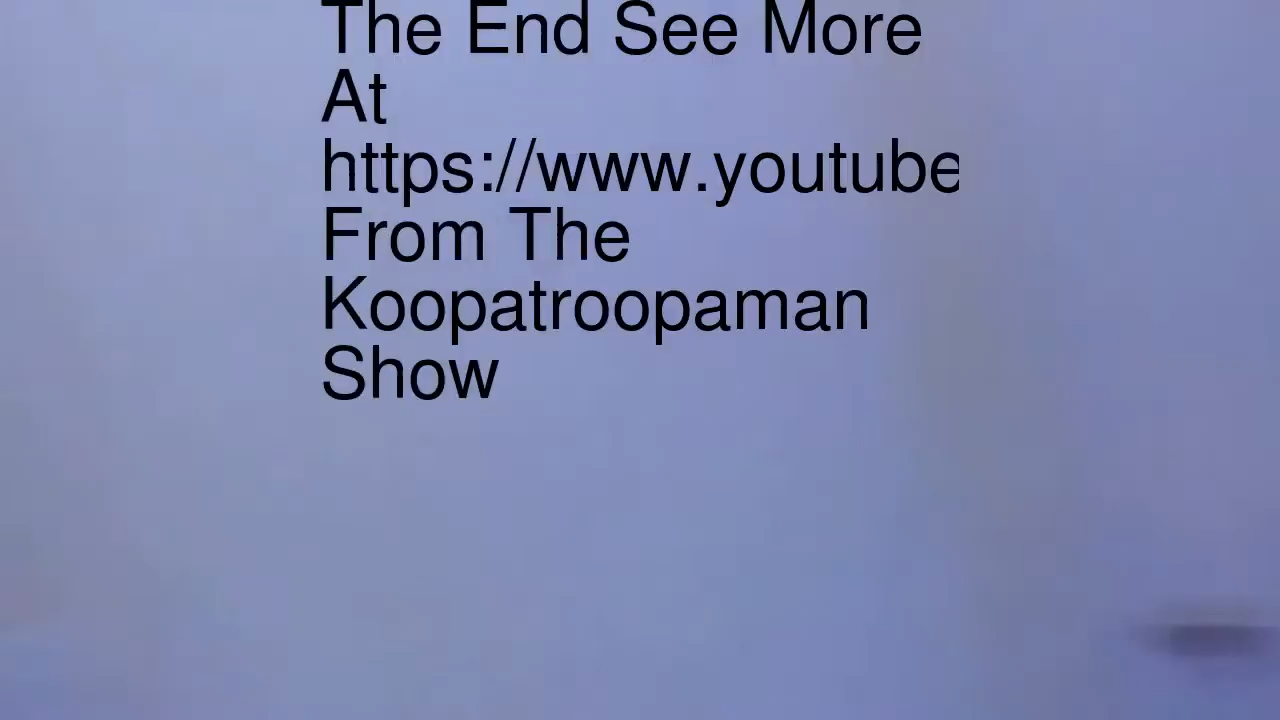 The End See More
At
https://www.youtube
From The
Koopatroopaman
Show